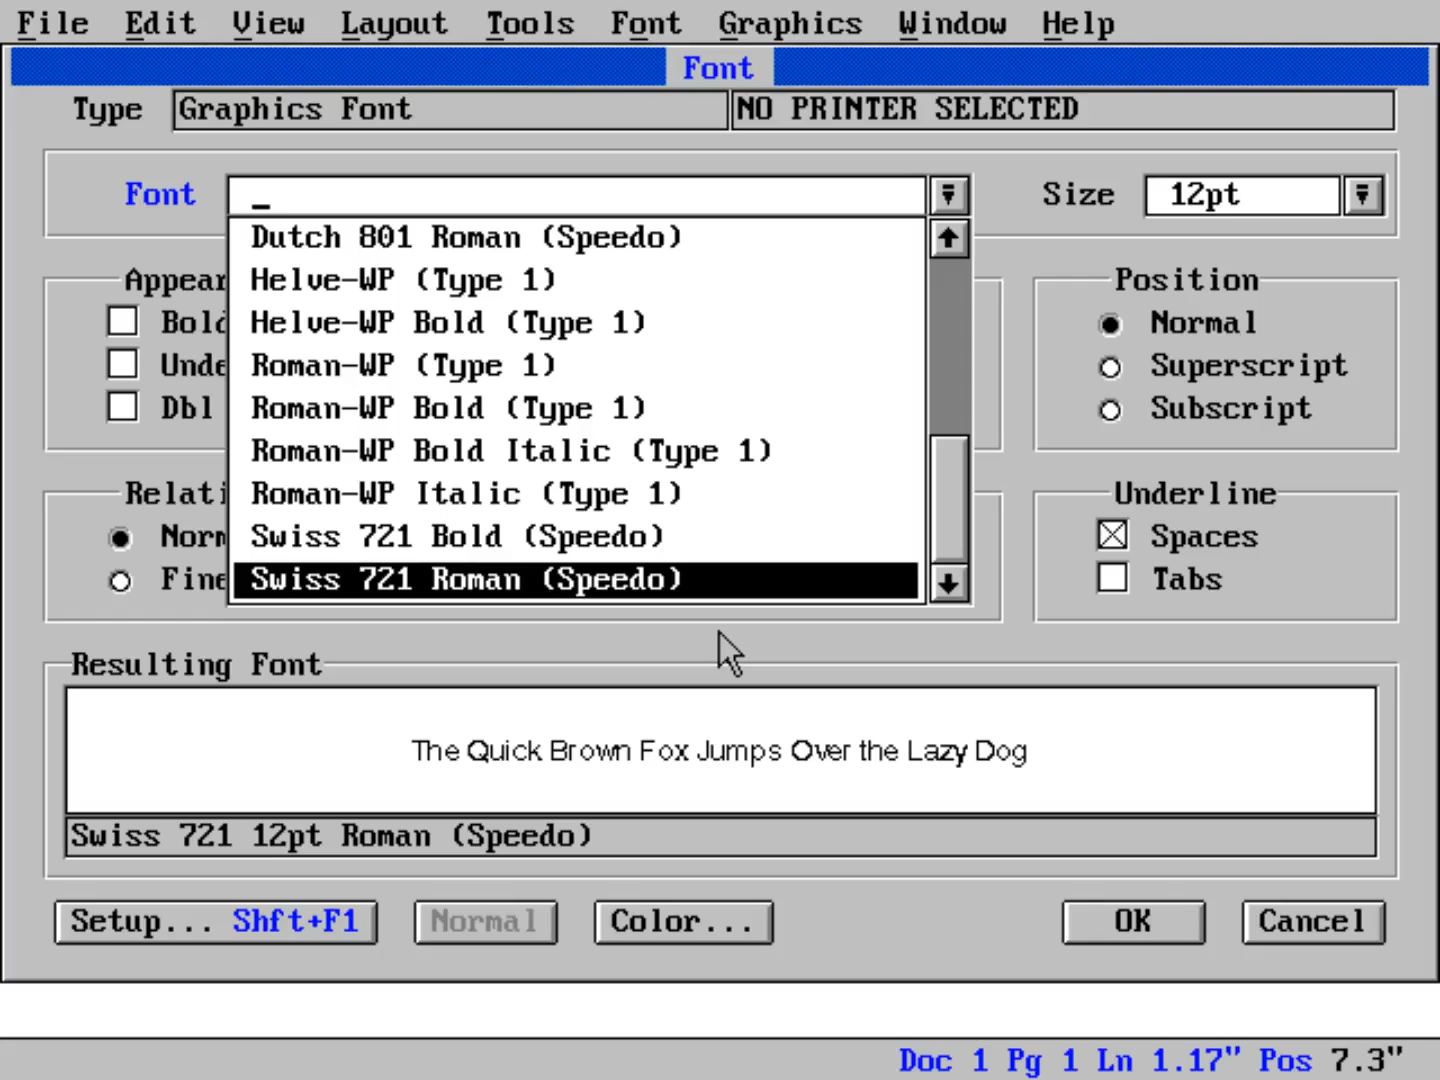 File Edit View Layout Tools Font Graphics Window Help
Font
Type Graphics Font NO PRINTER SELECTED
Font _ Size 12pt
Dutch 801 Roman (Speedo)
Appear Helve-WP (Type 1) Position
Bold Helve-WP Bold (Type 1) Normal
Unde Roman-WP (Type 1) Superscript
Dbl Roman-WP Bold (Type 1) Subscript
Roman-WP Bold Italic (Type 1)
Relati Roman-WP Italic (Type 1) Underline
Norm Swiss 721 Bold (Speedo) Spaces
Fine Swiss 721 Roman (Speedo) Tabs
Resulting Font
The Quick Brown Fox Jumps Over the Lazy Dog
Swiss 721 12pt Roman (Speedo)
Setup... Shft+F1 Normal Color... OK Cancel
Doc 1 Pg 1 Ln 1.17" Pos 7.3"